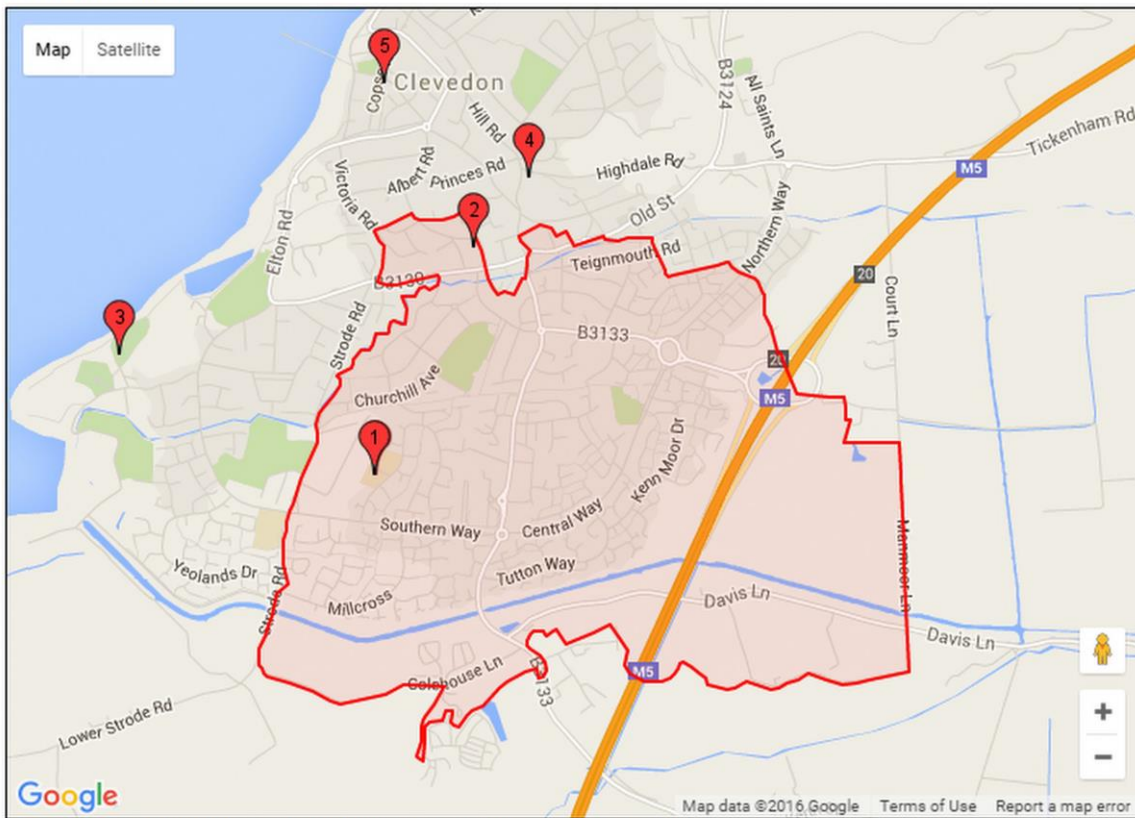 Map Satellite
5
Copse
Clevedon
B3124
All Saints Ln
Hill Rd
4
Tickenham Rd
M5
Albert Rd
Princes Rd
Highdale Rd
Victoria Rd
2
Old St
Northern Way
Elton Rd
Teignmouth Rd
B3130
20
Court Ln
3
Strode Rd
B3133
20
Churchill Ave
M5
1
Kenn Moor Dr
Southern Way
Central Way
Manmoor Ln
Yeolands Dr
Tutton Way
Millcross
Davis Ln
Strode Rd
Davis Ln
Colehouse Ln
B3133
M5
Lower Strode Rd
+
−
Google
Map data ©2016 Google Terms of Use Report a map error